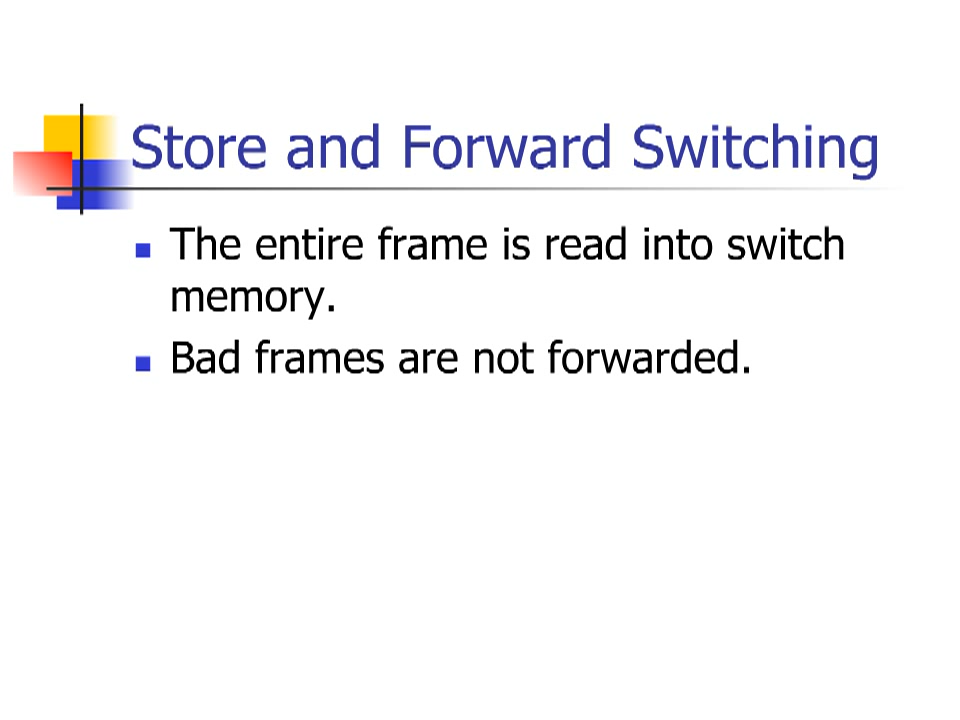 Store and Forward Switching
The entire frame is read into switch
memory.
Bad frames are not forwarded.